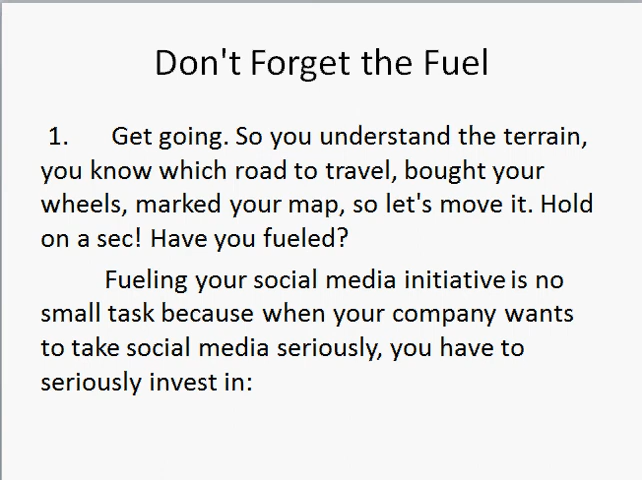 Don't Forget the Fuel
1. Get going. So you understand the terrain,
you know which road to travel, bought your
wheels, marked your map, so let's move it. Hold
on a sec! Have you fueled?
Fueling your social media initiative is no
small task because when your company wants
to take social media seriously, you have to
seriously invest in: